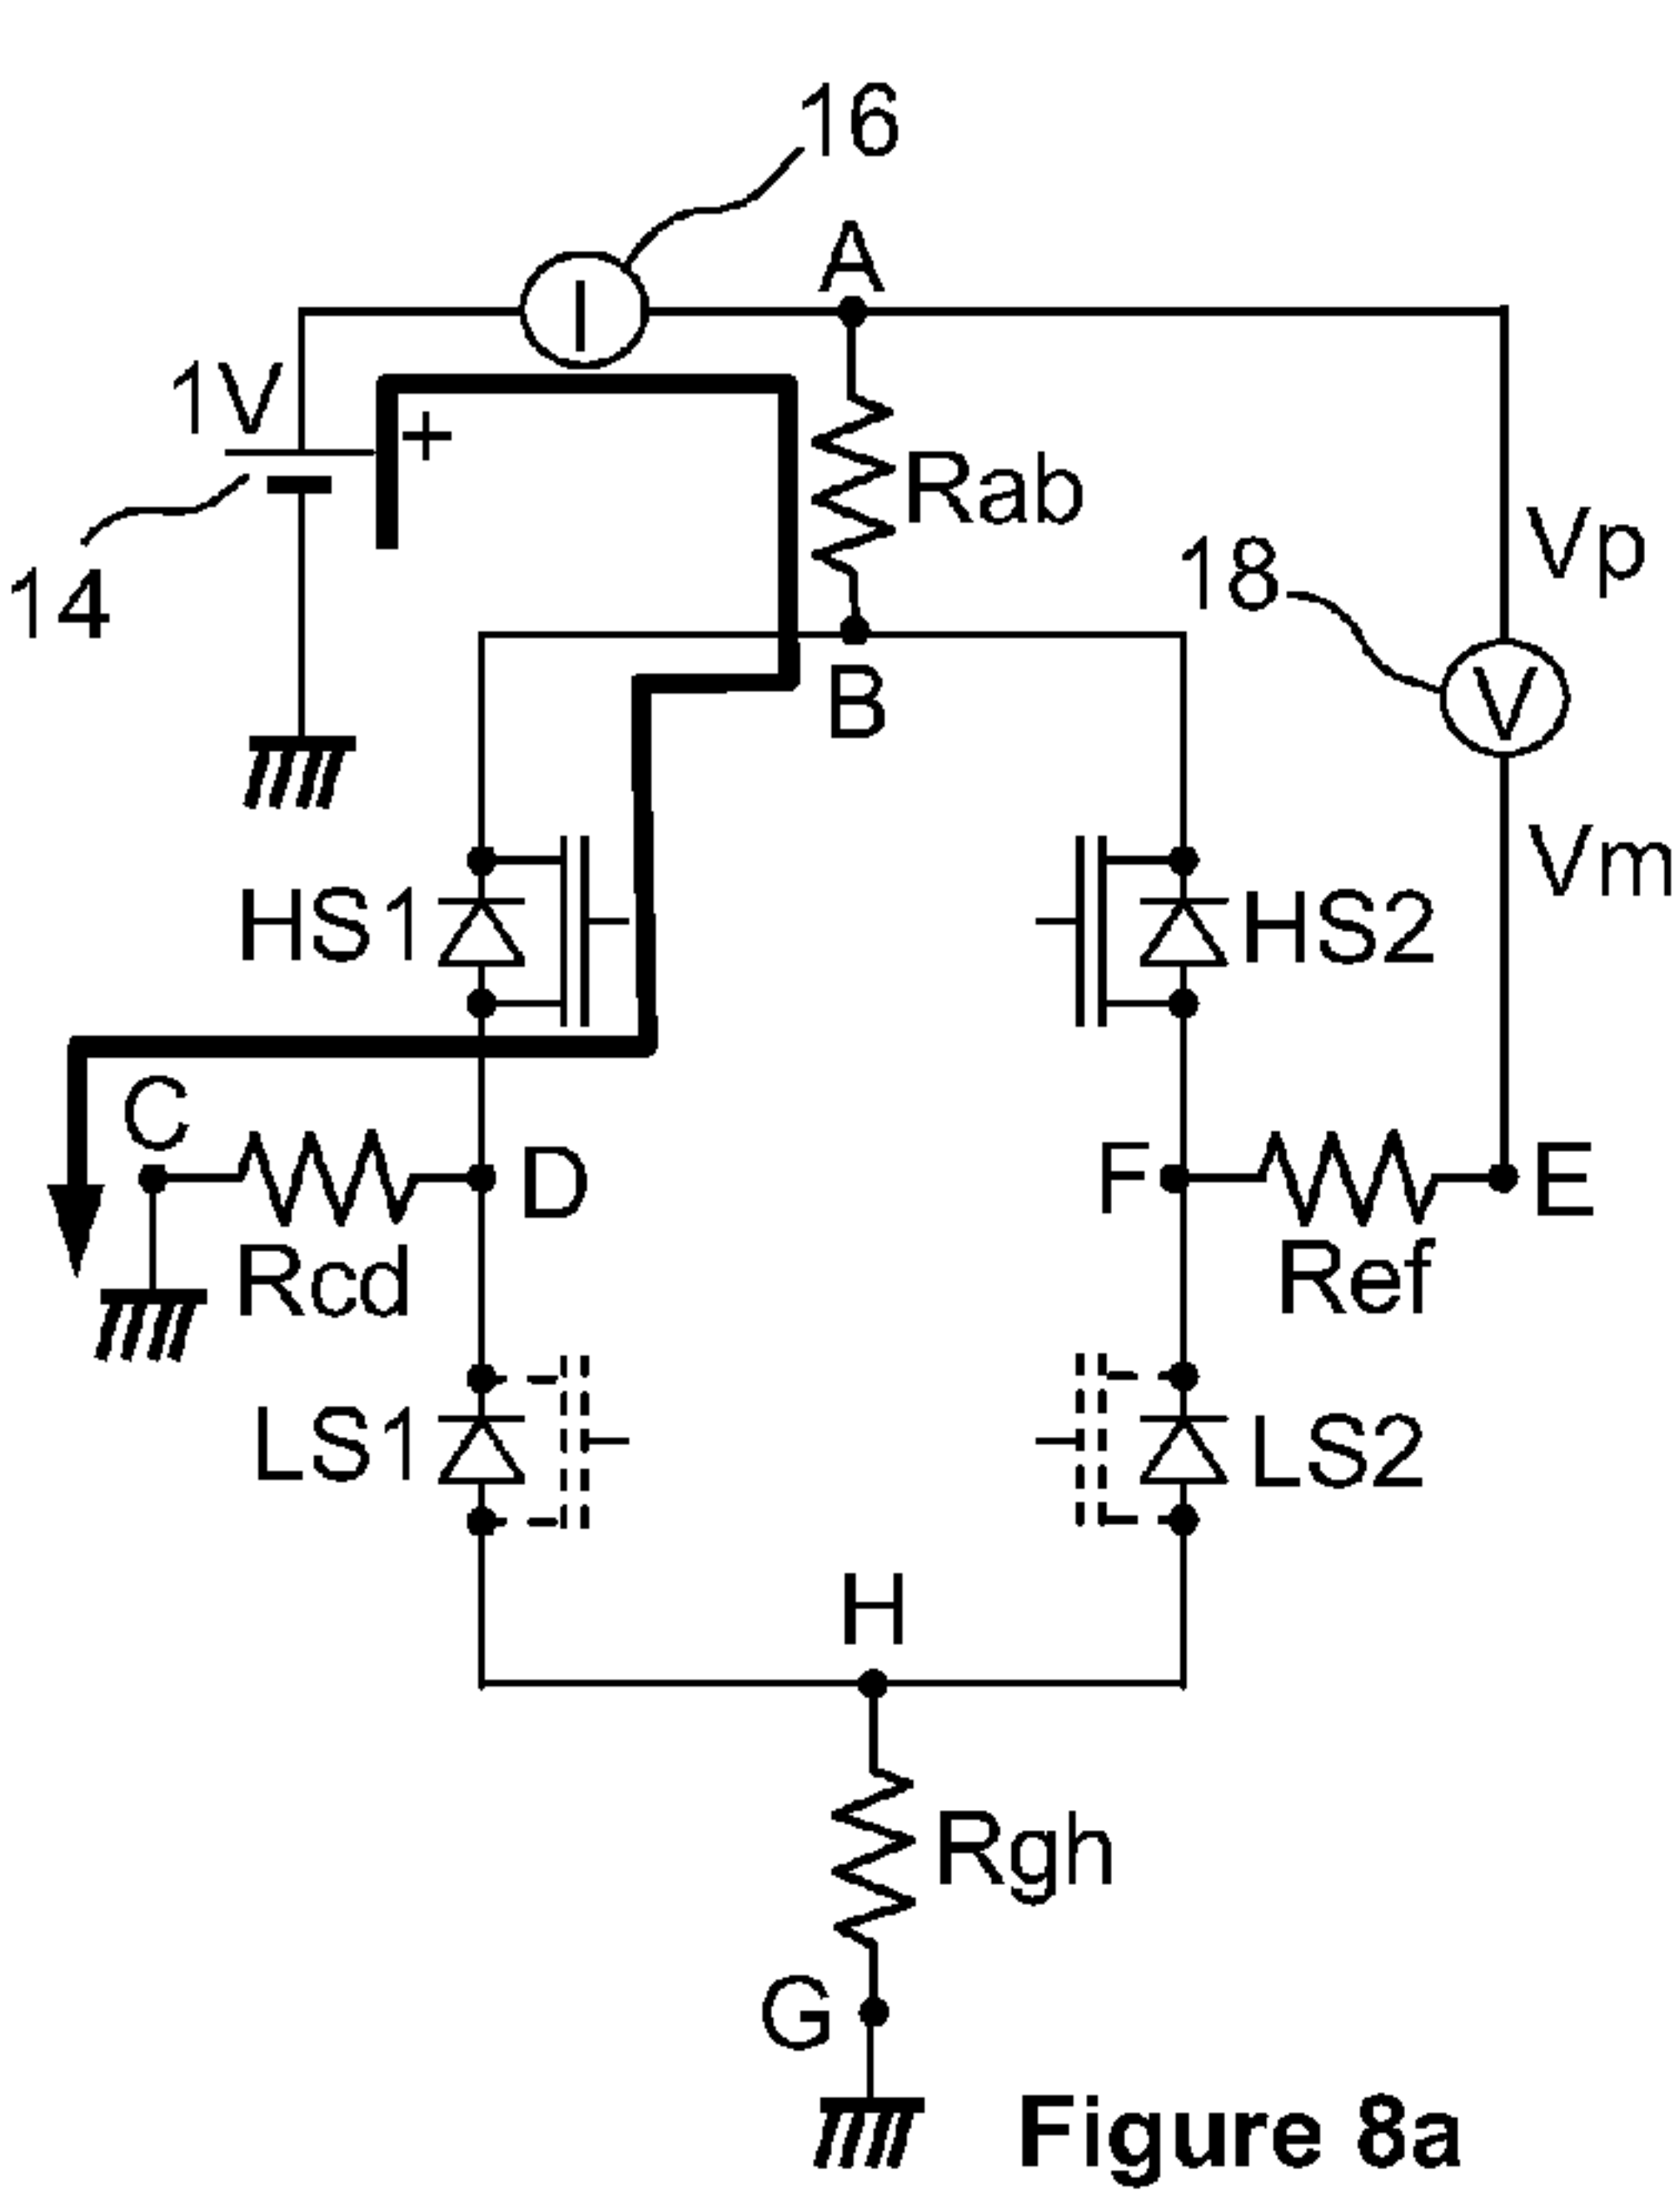 16
A
I
1V
+
Rab
14
Vp
18
V
B
Vm
HS1
HS2
C
D
F
E
Rcd
Ref
LS1
LS2
H
Rgh
G
Figure 8a